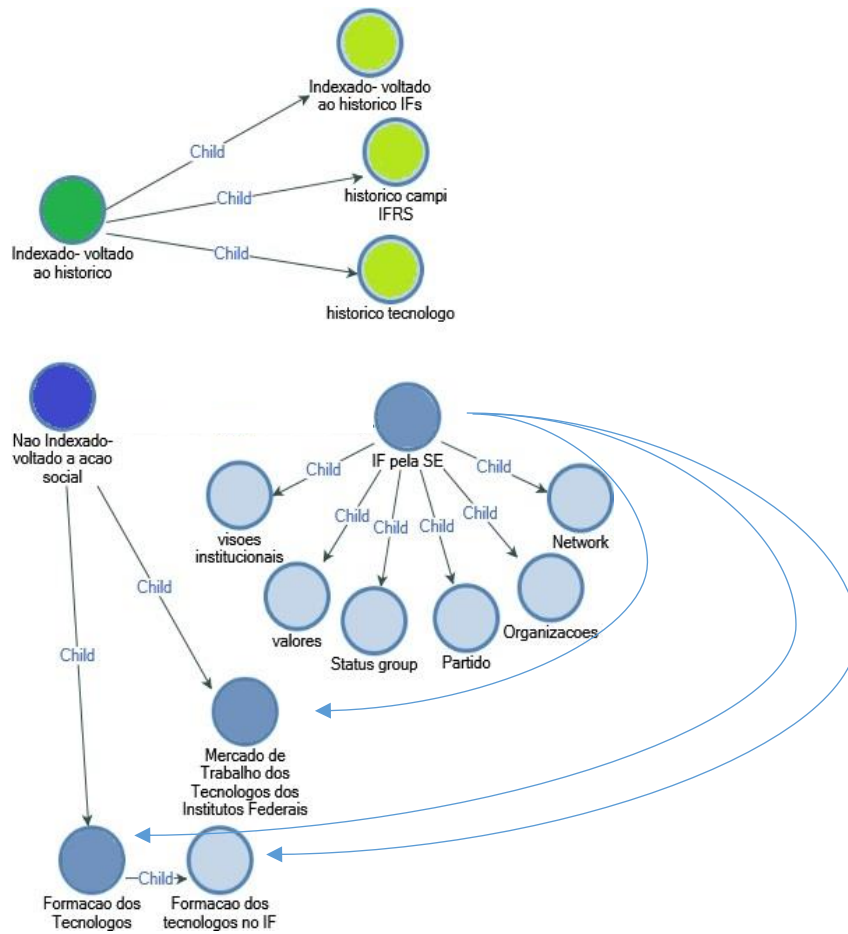 Indexado- voltado
ao historico IFs
Child
historico campi
IFRS
Child
Indexado- voltado
ao historico
Child
historico tecnologo
Nao Indexado-
voltado a acao
social
IF pela SE
Child
Child
visoes
institucionais
Child
Child
Child
Child
Network
valores
Status group
Partido
Organizacoes
Child
Child
Mercado de
Trabalho dos
Tecnologos dos
Institutos Federais
Child
Formacao dos
Tecnologos
Formacao dos
tecnologos no IF